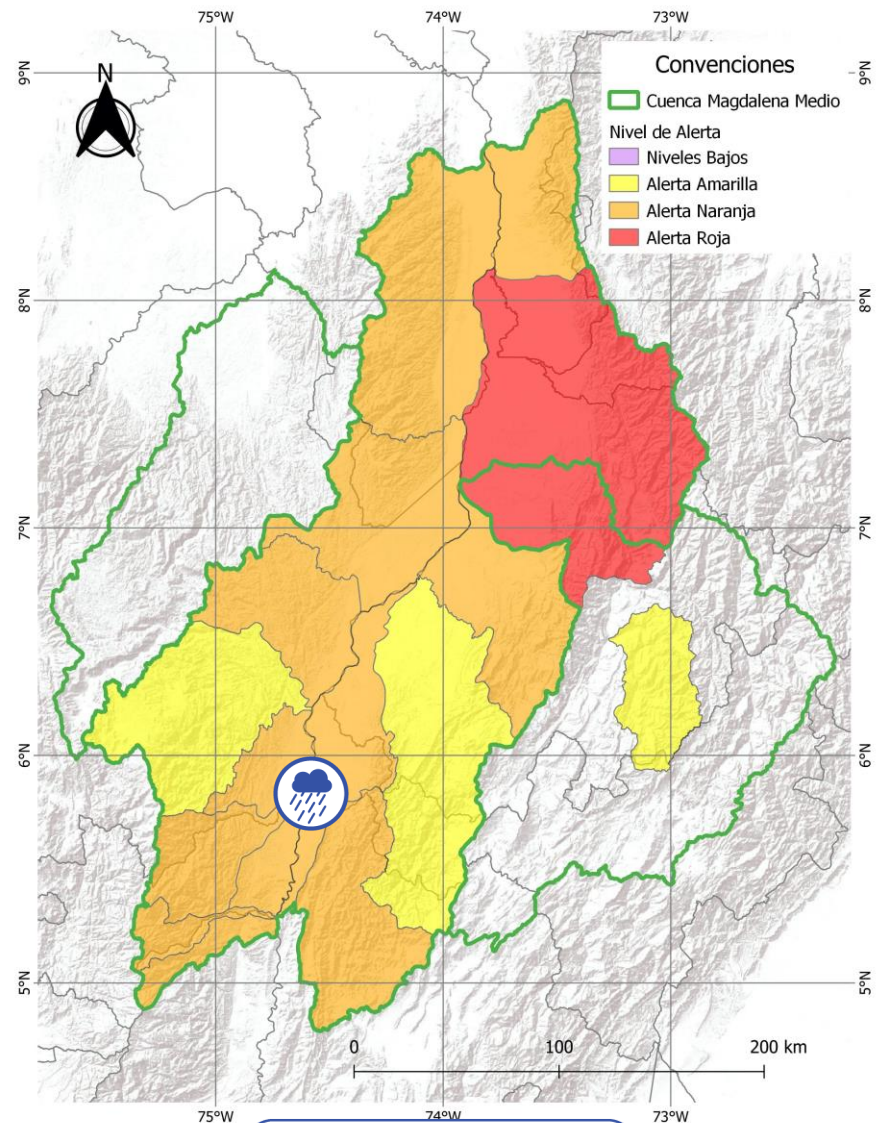 75°W 74°W 73°W
N
Convenciones
Cuenca Magdalena Medio
Nivel de Alerta
Niveles Bajos
Alerta Amarilla
Alerta Naranja
Alerta Roja
9°N 9°N
8°N 8°N
7°N 7°N
6°N 6°N
5°N 5°N
0 100 200 km
75°W 74°W 73°W